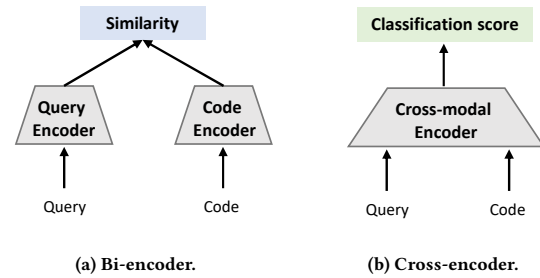 Similarity
Query
Encoder
Code
Encoder
Query
Code
(a) Bi-encoder.
Classification score
Cross-modal
Encoder
Query
Code
(b) Cross-encoder.